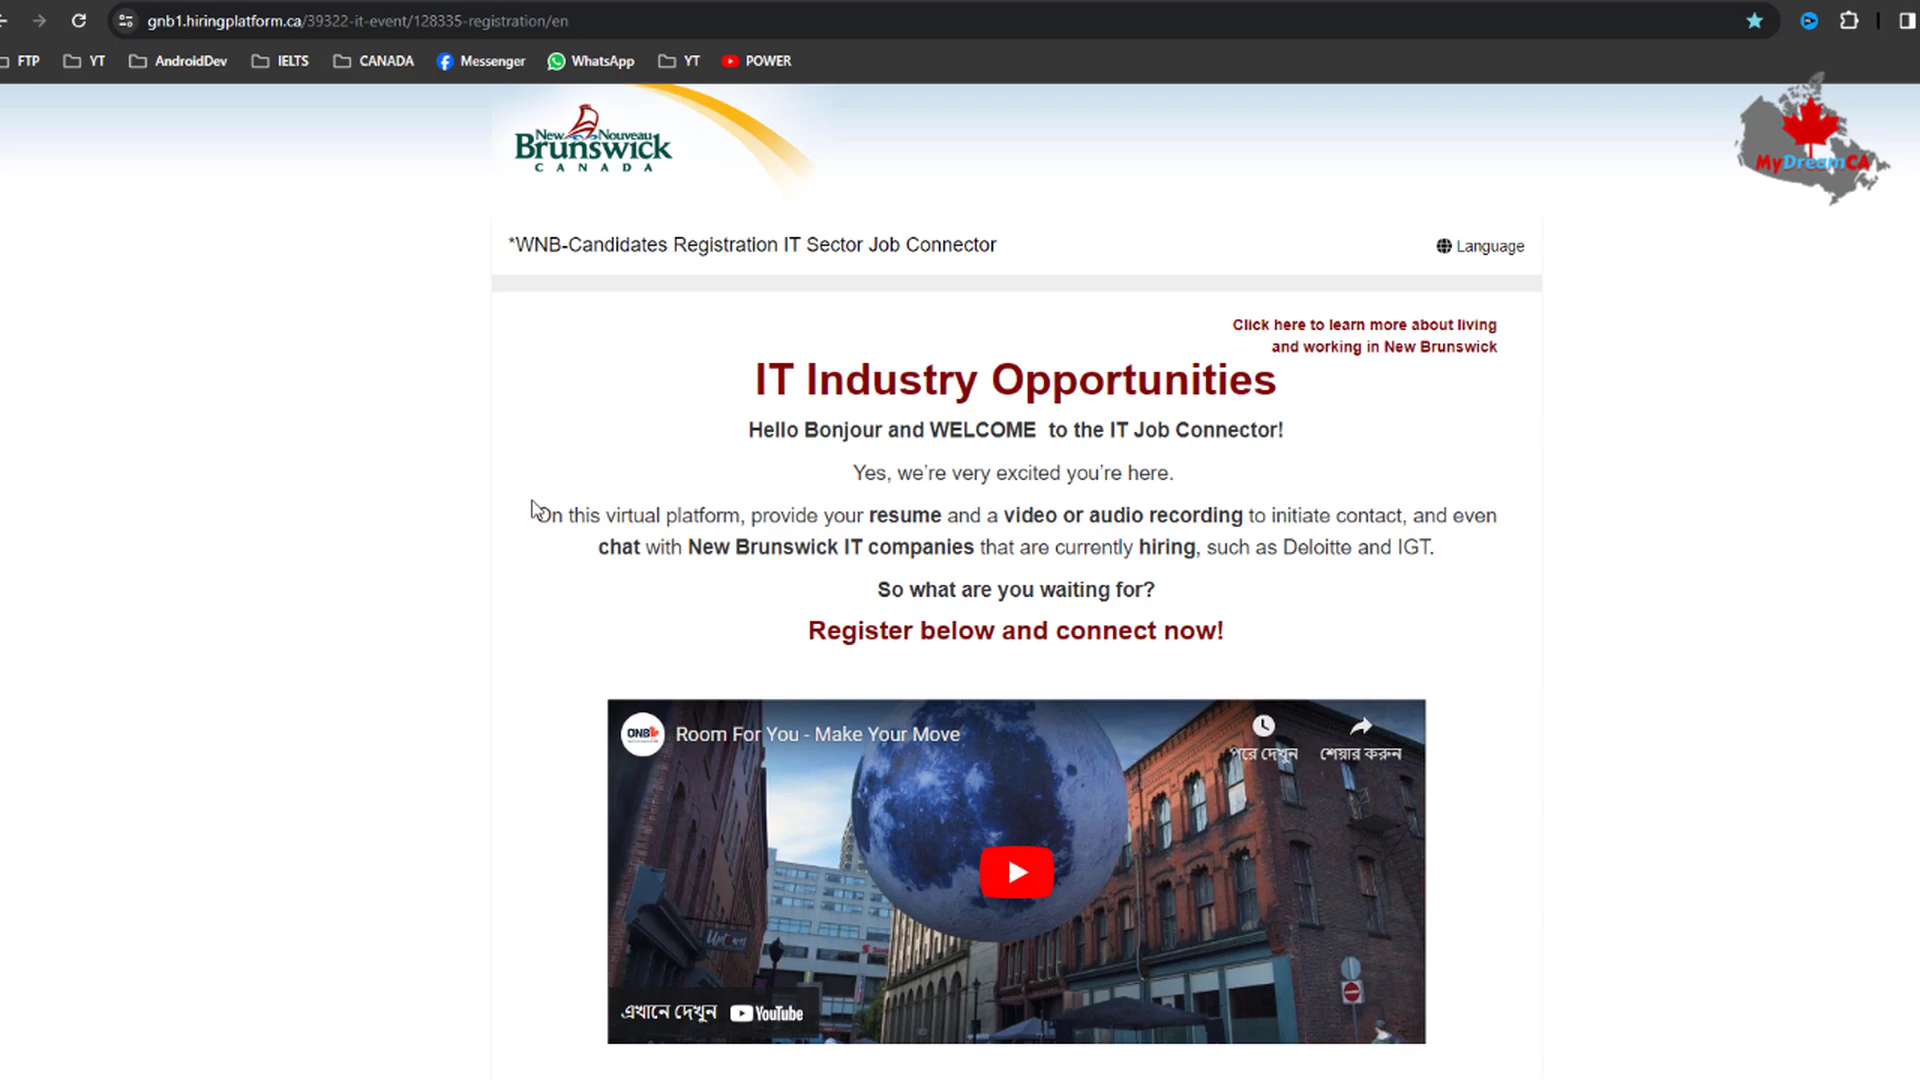 gnb1.hiringplatform.ca/39322-it-event/128335-registration/en
FTP YT AndroidDev IELTS CANADA Messenger WhatsApp YT POWER
New Nouveau
Brunswick
CANADA
MyDreamCA
*WNB-Candidates Registration IT Sector Job Connector
Language
Click here to learn more about living
and working in New Brunswick
IT Industry Opportunities
Hello Bonjour and WELCOME to the IT Job Connector!
Yes, we're very excited you're here.
On this virtual platform, provide your resume and a video or audio recording to initiate contact, and even
chat with New Brunswick IT companies that are currently hiring, such as Deloitte and IGT.
So what are you waiting for?
Register below and connect now!
ONB
Room For You - Make Your Move
পরে দেখুন শেয়ার করুন
এখানে দেখুন YouTube